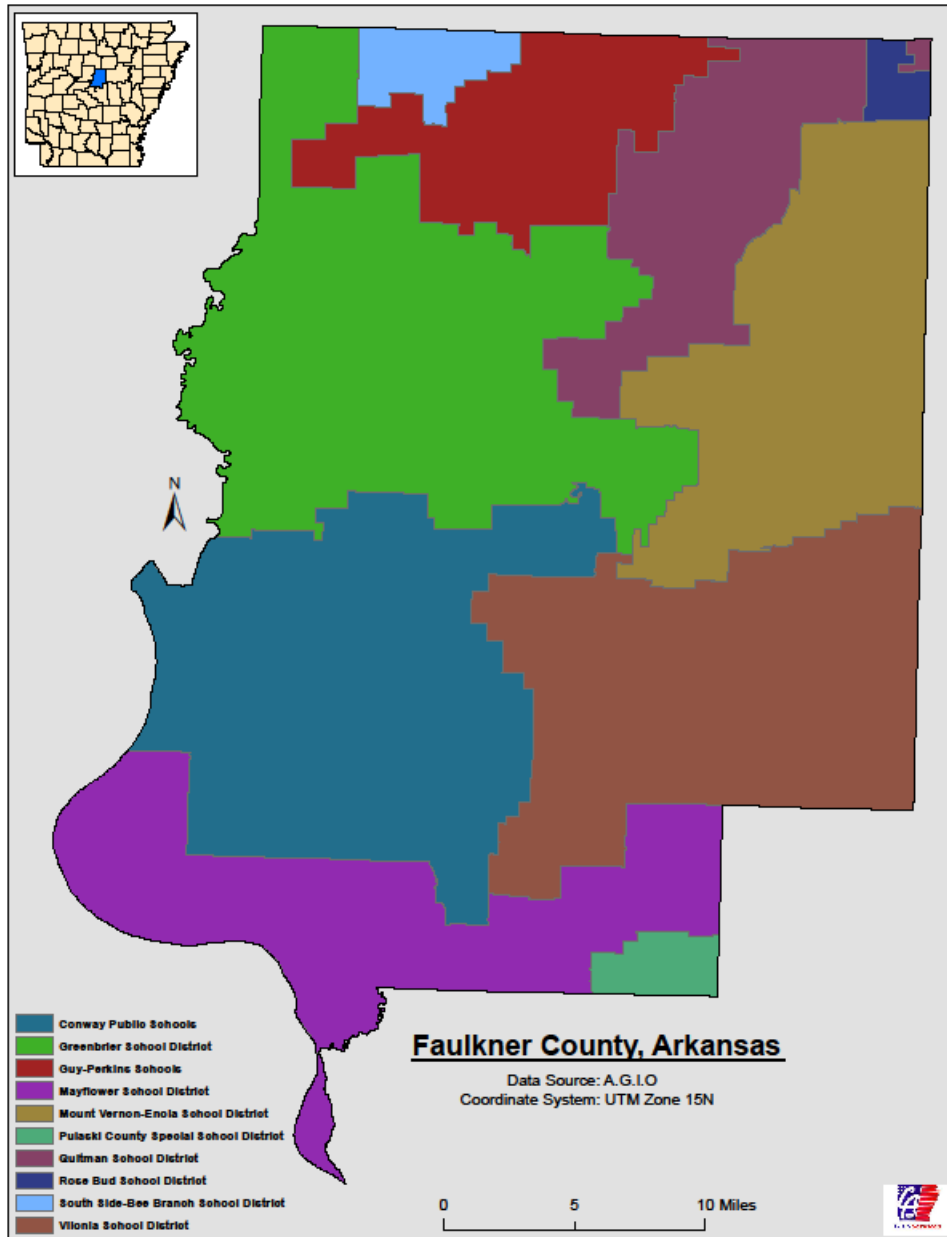 N
Conway Public Schools
Greenbrier School District
Guy-Perkins Schools
Mayflower School District
Mount Vernon-Enola School District
Pulaski County Special School District
Quitman School District
Rose Bud School District
South Side-Bee Branch School District
Vilonia School District
Faulkner County, Arkansas
Data Source: A.G.I.O
Coordinate System: UTM Zone 15N
0 5 10 Miles